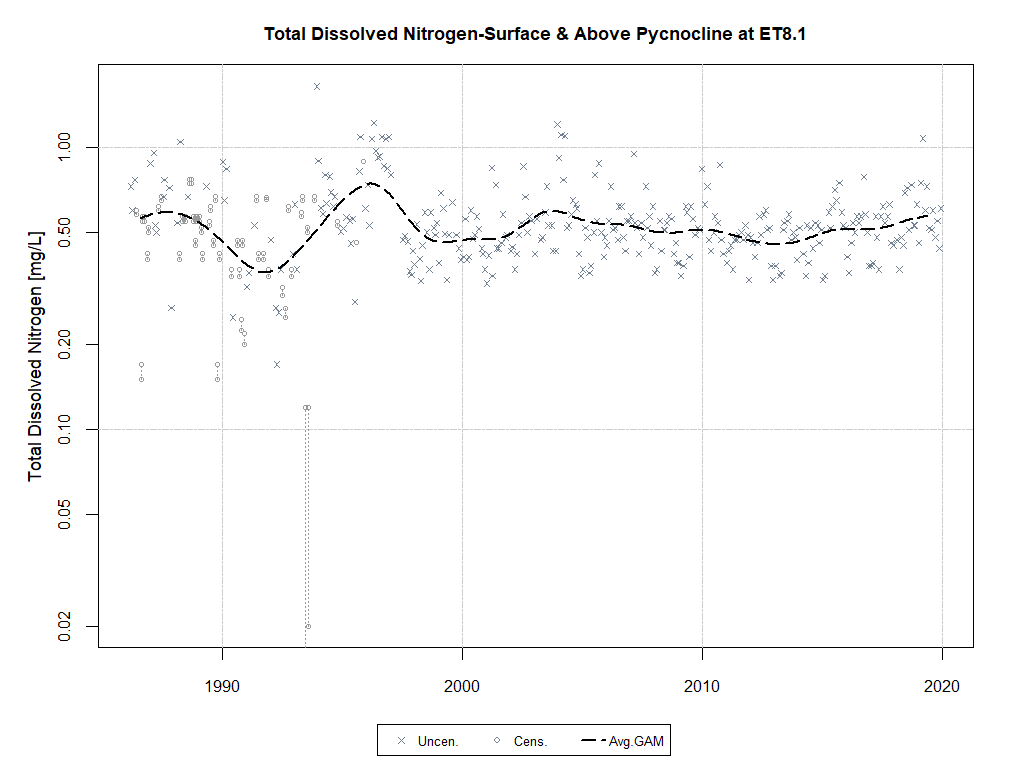 Total Dissolved Nitrogen-Surface & Above Pycnocline at ET8.1
Total Dissolved Nitrogen [mg/L]
1.00
0.50
0.20
0.10
0.05
0.02
1990
2000
2010
2020
Uncen.
Cens.
Avg.GAM